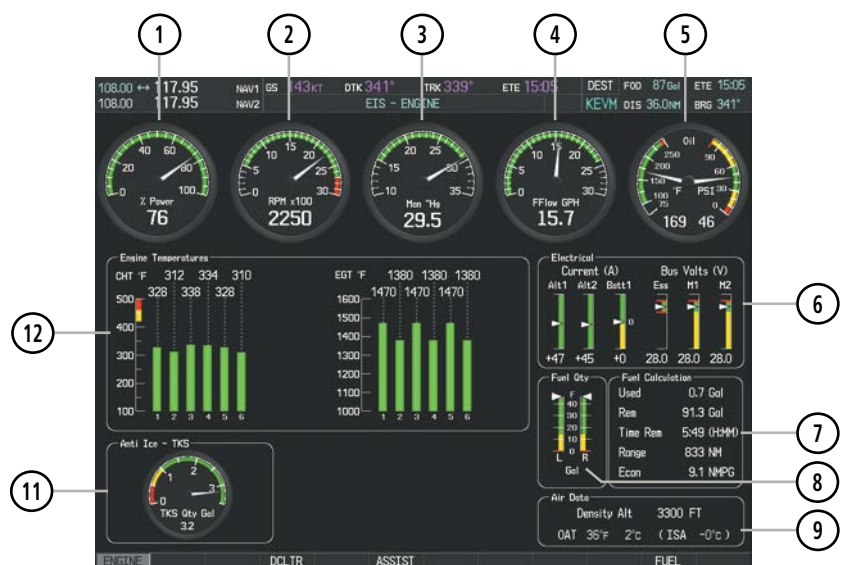 1 2 3 4 5
108.00 ↔ 117.95 NAV1 GS 143KT DTK 341° TRK 339° ETE 15:05 DEST FOD 87Gal ETE 15:05
108.00 117.95 NAV2 EIS - ENGINE KEVM DIS 36.0NM BRG 341°
0 20 40 60 80 100
% Power
76
0 5 10 15 20 25 30
RPM x100
2250
10 15 20 25 30 35
Man "Hg
29.5
0 5 10 15 20 25 30
FFlow GPH
15.7
Oil
250 200 150 100 75
°F
90 60 30 0
PSI
169 46
Engine Temperatures
CHT °F 312 334 310
328 338 328
500
400
300
200
100
1 2 3 4 5 6
EGT °F 1380 1380 1380
1470 1470 1470
1600
1500
1400
1300
1200
1100
1000
1 2 3 4 5 6
Electrical
Current (A) Bus Volts (V)
Alt1 Alt2 Batt1 Ess M1 M2
0
+47 +45 +0 28.0 28.0 28.0
6
12
Fuel Qty
F
40
30
20
10
0
L R
Gal
8
Fuel Calculation
Used 0.7 Gal
Rem 91.3 Gal
Time Rem 5:49 (H:MM)
Range 833 NM
Econ 9.1 NMPG
7
Anti Ice - TKS
0 1 2 3
TKS Qty Gal
3.2
11
Air Data
Density Alt 3300 FT
OAT 36°F 2°C (ISA -0°C)
9
ENGINE DCLTR ASSIST FUEL